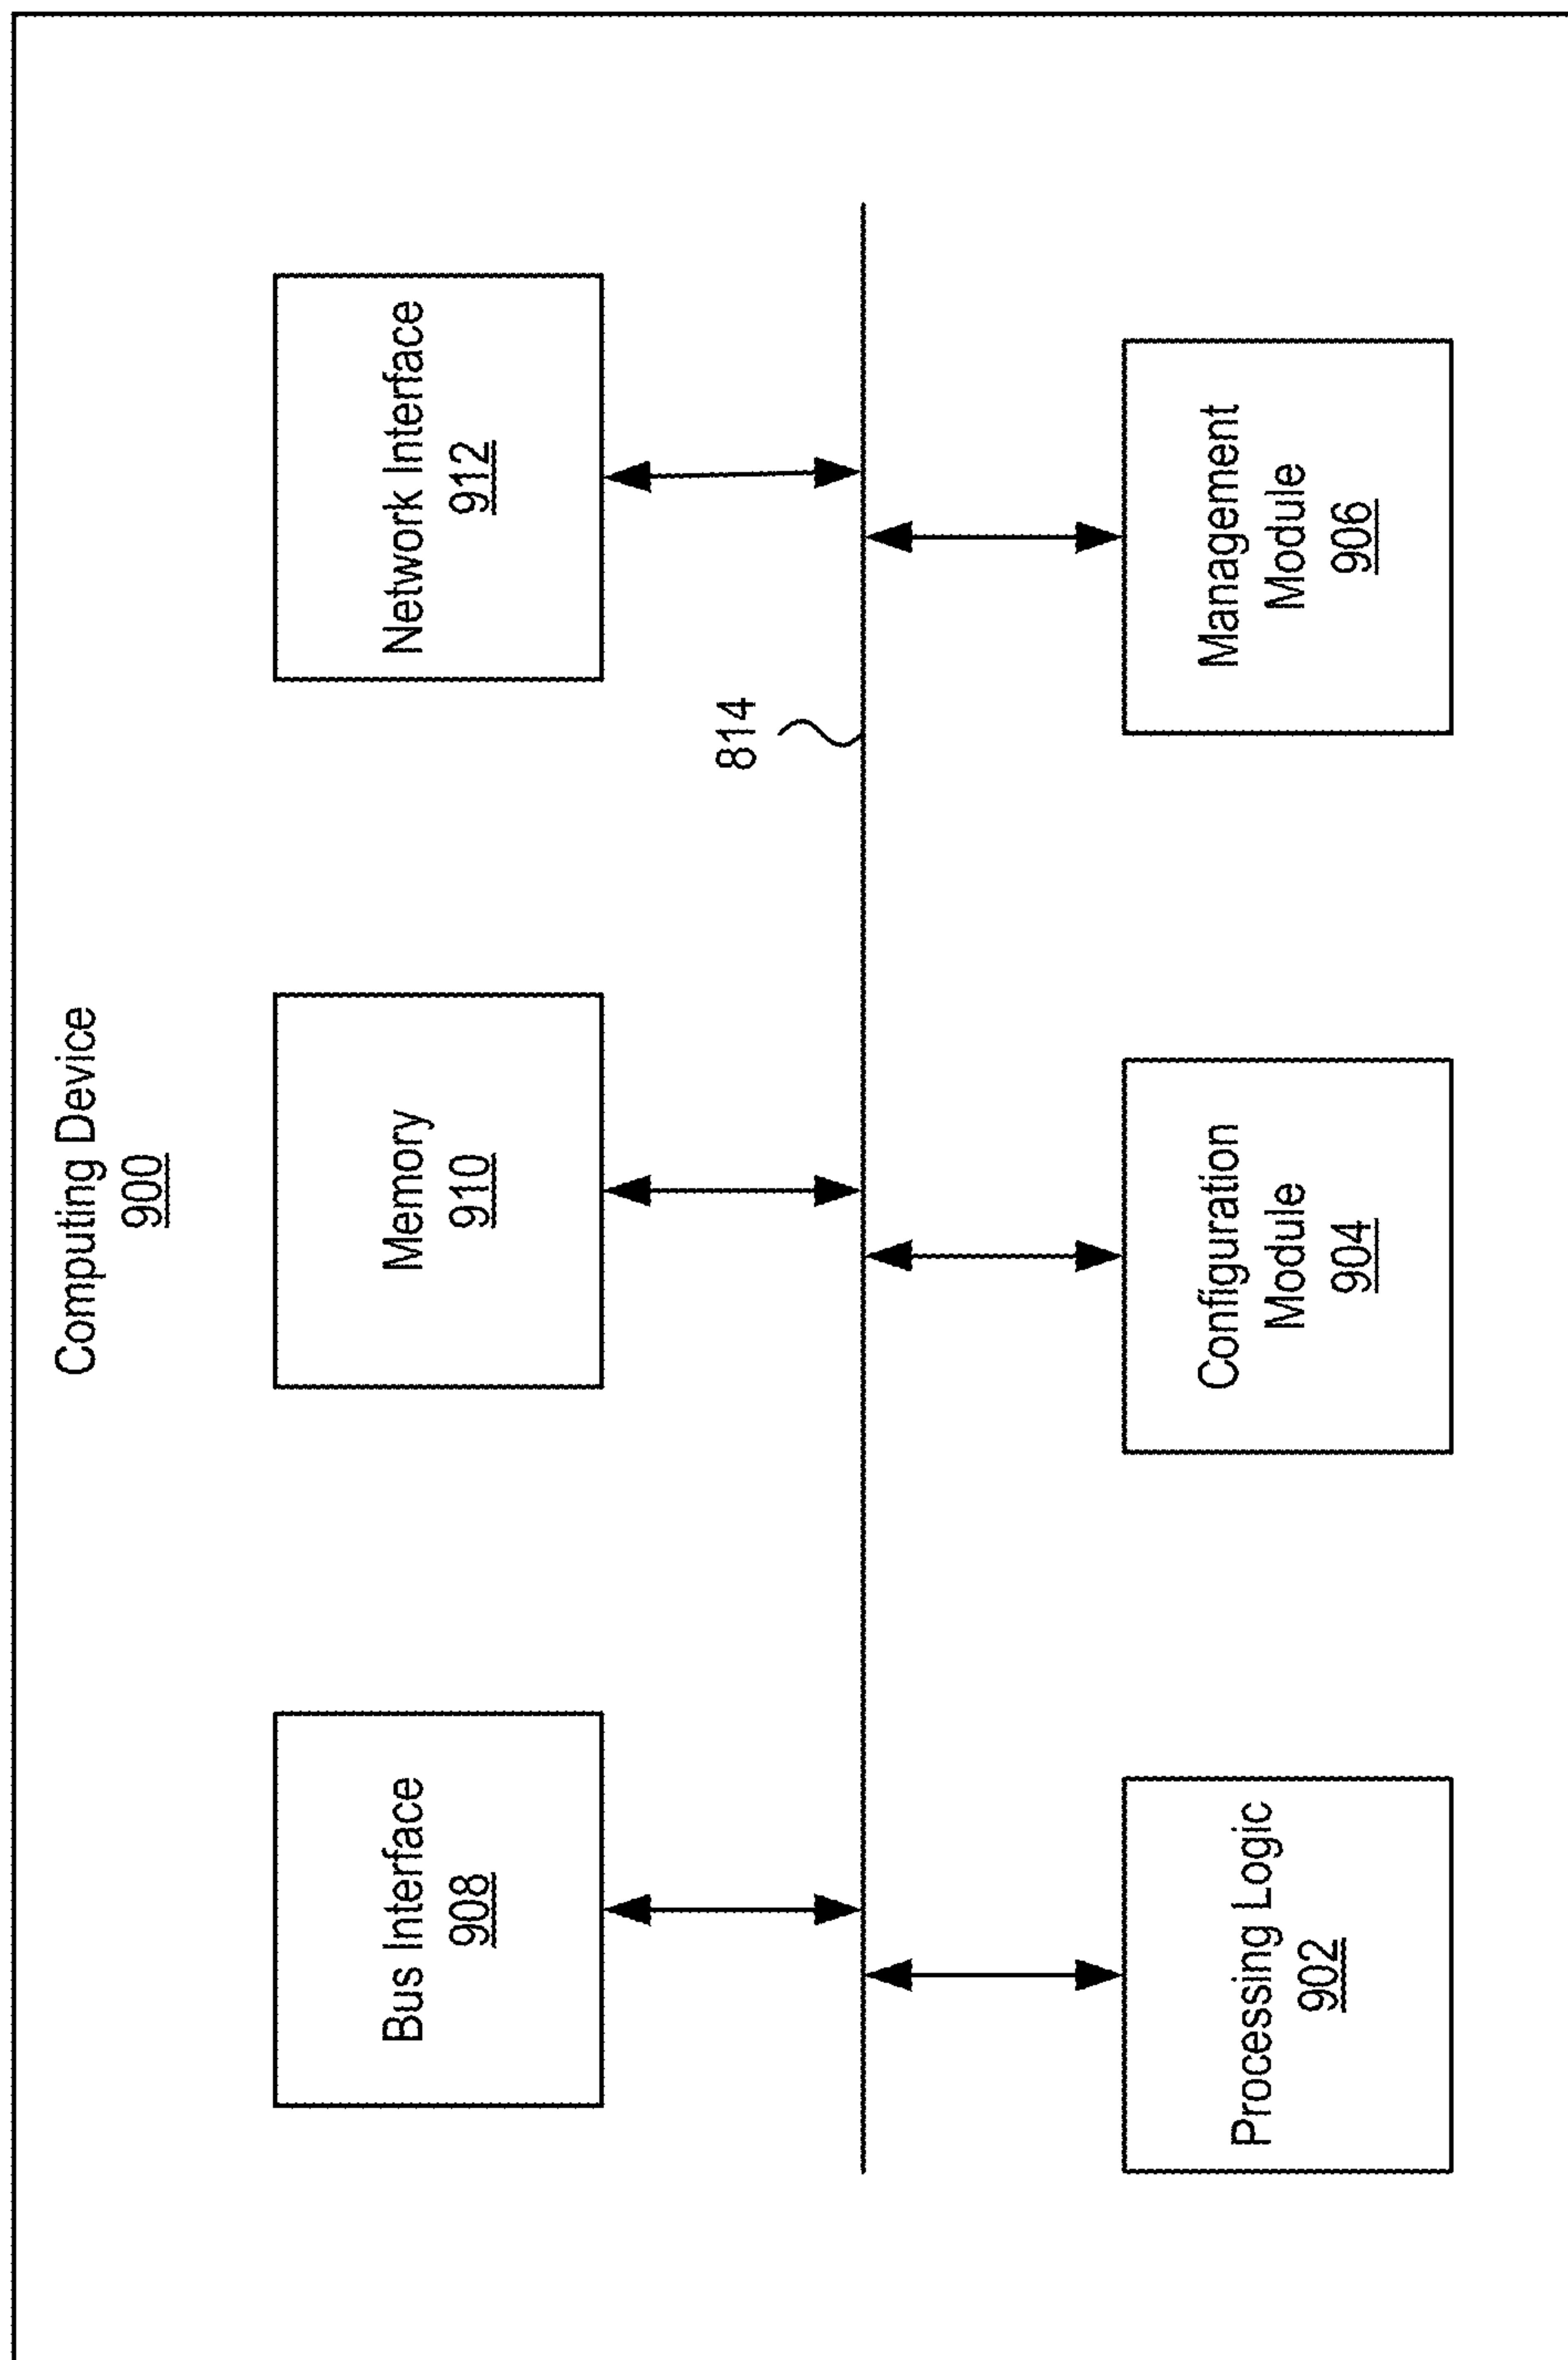 Computing Device
900
Bus Interface
908
Memory
910
Network Interface
912
814
Processing Logic
902
Configuration
Module
904
Management
Module
906